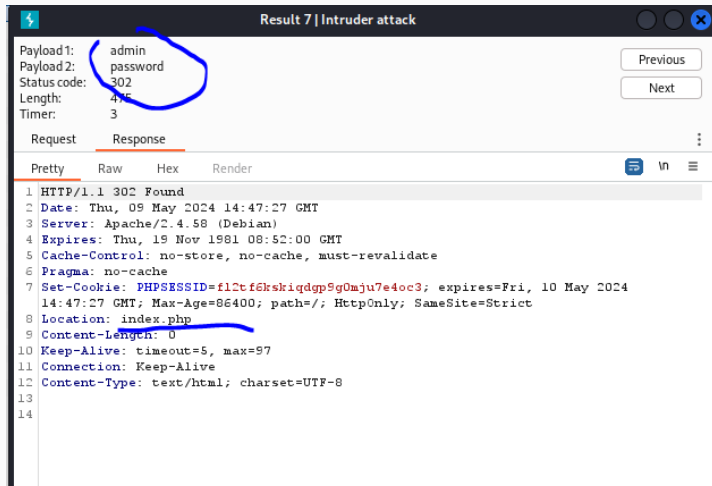 Result 7 | Intruder attack
Payload 1: admin
Payload 2: password
Status code: 302
Length: 475
Timer: 3
Previous
Next
Request Response
Pretty Raw Hex Render \n
1 HTTP/1.1 302 Found
2 Date: Thu, 09 May 2024 14:47:27 GMT
3 Server: Apache/2.4.58 (Debian)
4 Expires: Thu, 19 Nov 1981 08:52:00 GMT
5 Cache-Control: no-store, no-cache, must-revalidate
6 Pragma: no-cache
7 Set-Cookie: PHPSESSID=fl2tf6kskiqdgp9g0mju7e4oc3; expires=Fri, 10 May 2024
14:47:27 GMT; Max-Age=86400; path=/; HttpOnly; SameSite=Strict
8 Location: index.php
9 Content-Length: 0
10 Keep-Alive: timeout=5, max=97
11 Connection: Keep-Alive
12 Content-Type: text/html; charset=UTF-8
13
14